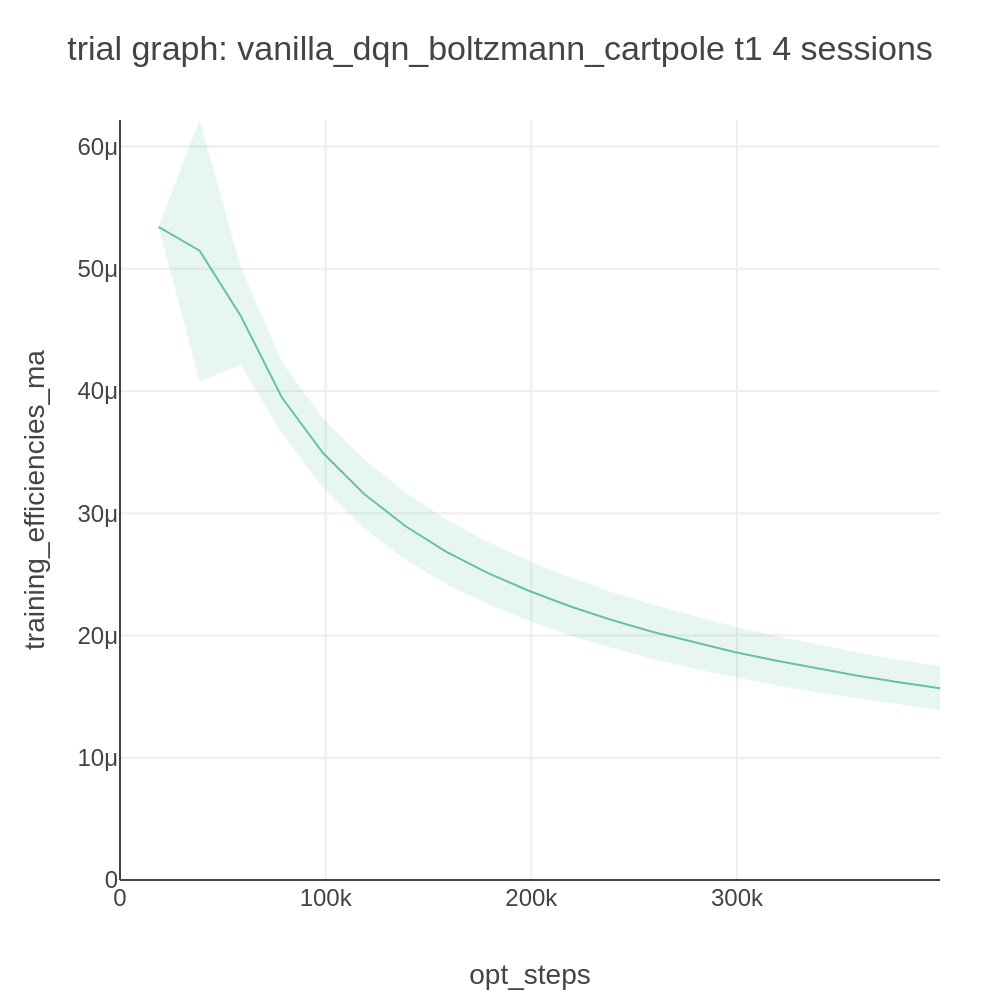 trial graph: vanilla_dqn_boltzmann_cartpole t1 4 sessions
60μ
50μ
40μ
30μ
20μ
10μ
0
training_efficiencies_ma
0 100k 200k 300k
opt_steps